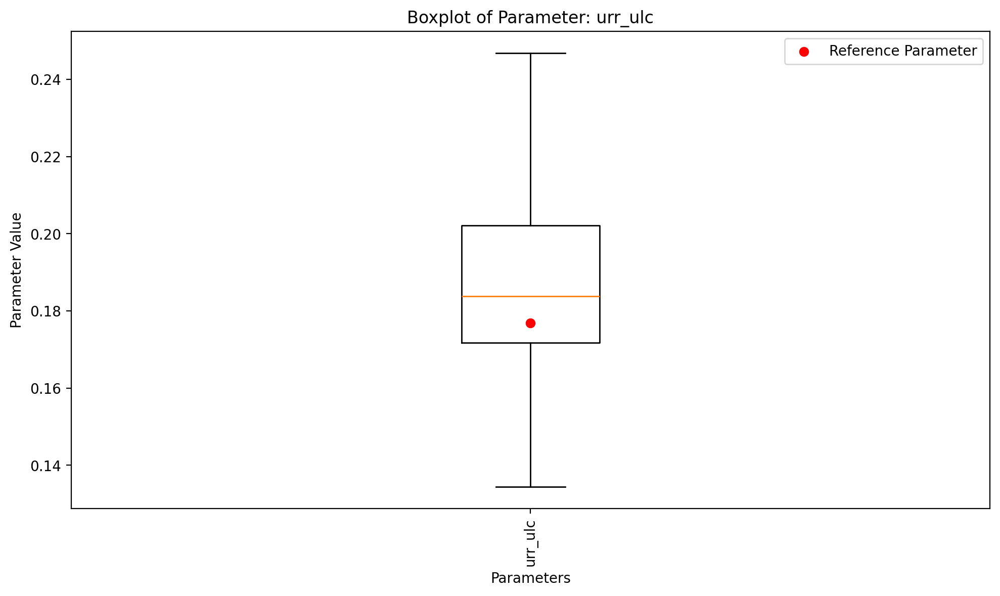 Boxplot of Parameter: urr_ulc
Reference Parameter
0.24
0.22
0.20
0.18
0.16
0.14
Parameter Value
urr_ulc
Parameters